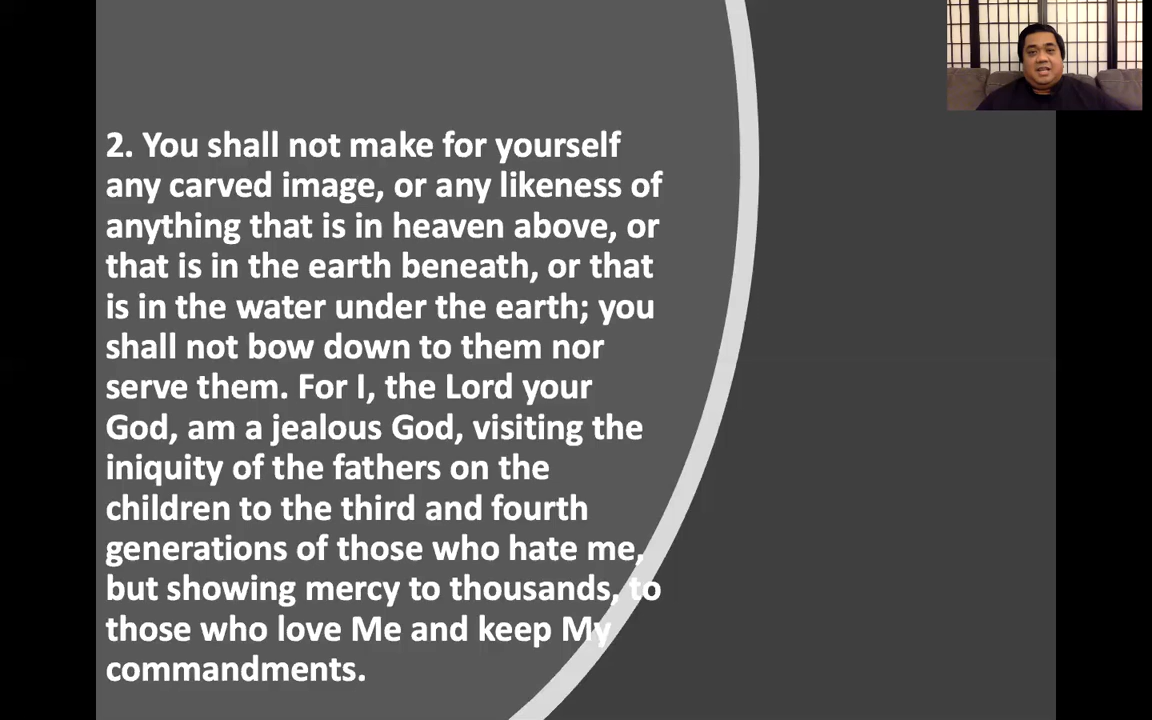 2. You shall not make for yourself
any carved image, or any likeness of
anything that is in heaven above, or
that is in the earth beneath, or that
is in the water under the earth; you
shall not bow down to them nor
serve them. For I, the Lord your
God, am a jealous God, visiting the
iniquity of the fathers on the
children to the third and fourth
generations of those who hate me,
but showing mercy to thousands, to
those who love Me and keep My
commandments.